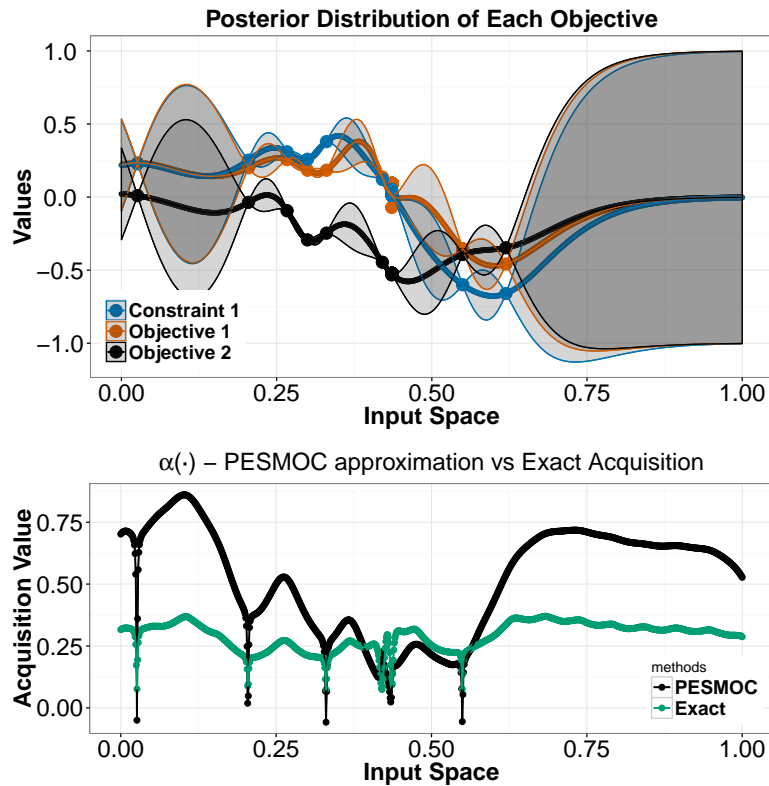 Posterior Distribution of Each Objective
1.0
0.5
0.0
−0.5
−1.0
Values
Constraint 1
Objective 1
Objective 2
0.00 0.25 0.50 0.75 1.00
Input Space
α(·) − PESMOC approximation vs Exact Acquisition
0.75
0.50
0.25
0.00
Acquisition Value
methods
PESMOC
Exact
0.00 0.25 0.50 0.75 1.00
Input Space